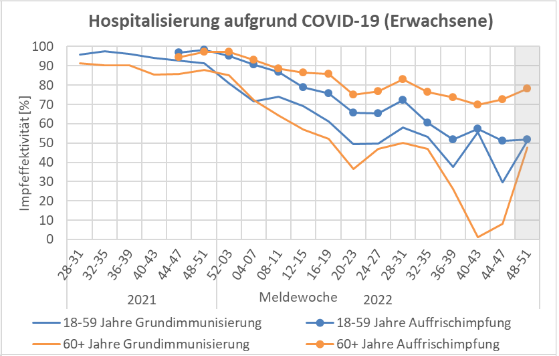 Hospitalisierung aufgrund COVID-19 (Erwachsene)
Impfeffektivität [%]
100
90
80
70
60
50
40
30
20
10
0
28-31 32-35 36-39 40-43 44-47 48-51 52-03 04-07 08-11 12-15 16-19 20-23 24-27 28-31 32-35 36-39 40-43 44-47 48-51
2021 Meldewoche 2022
18-59 Jahre Grundimmunisierung 18-59 Jahre Auffrischimpfung
60+ Jahre Grundimmunisierung 60+ Jahre Auffrischimpfung